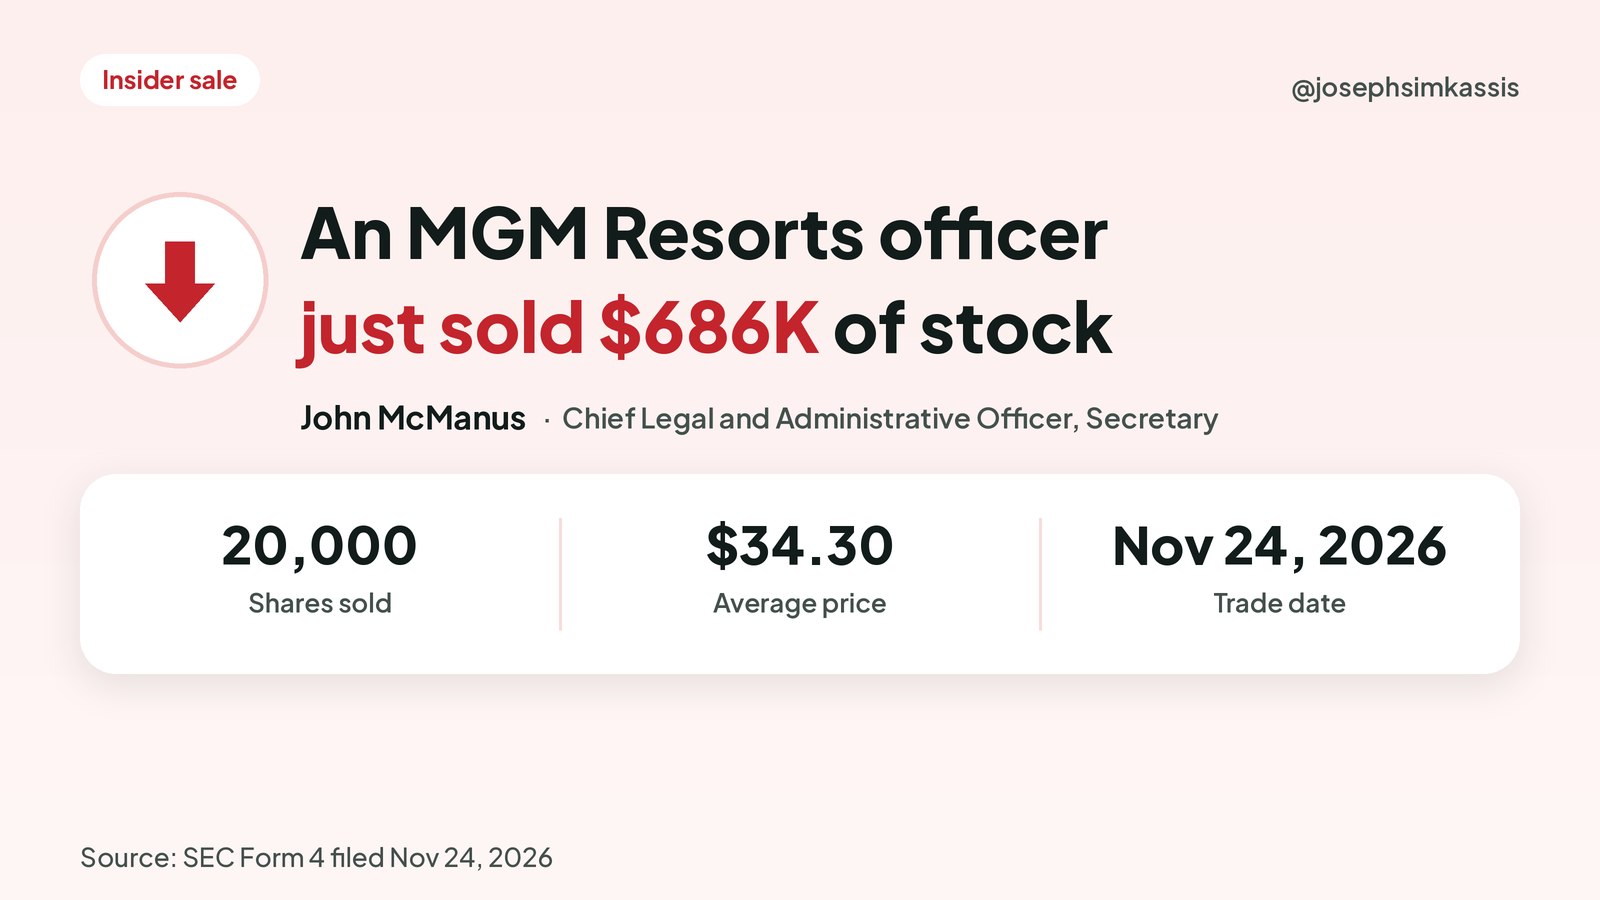 Insider sale
@josephsimkassis
An MGM Resorts officer
just sold $686K of stock
John McManus · Chief Legal and Administrative Officer, Secretary
20,000
Shares sold
$34.30
Average price
Nov 24, 2026
Trade date
Source: SEC Form 4 filed Nov 24, 2026